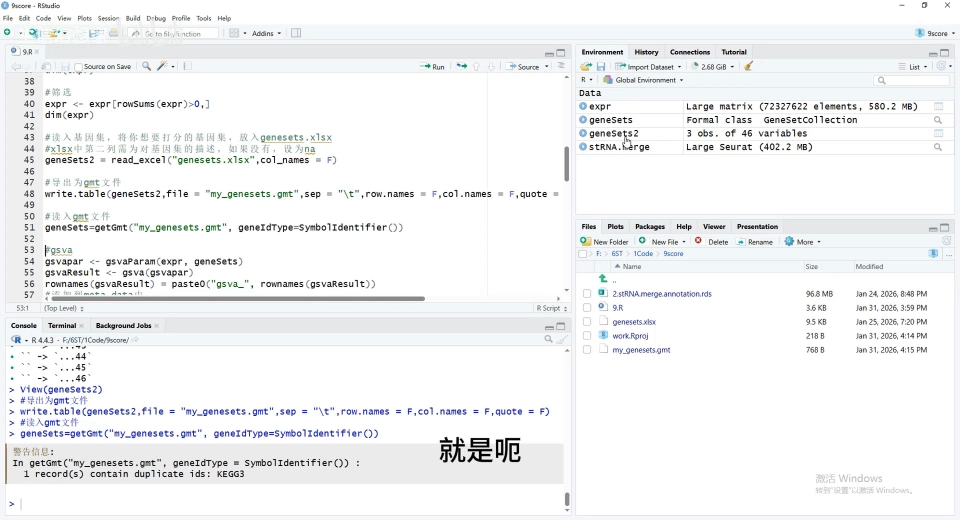 9score - RStudio
File Edit Code View Plots Session Build Debug Profile Tools Help
Go to file/function
Addins
9score
9.R
Source on Save
Run
Source
38
39 #筛选
40 expr <- expr[rowSums(expr)>0,]
41 dim(expr)
42
43 #读入基因集，将你想要打分的基因集，放入genesets.xlsx
44 #xlsx中第二列需为对基因集的描述，如果没有，设为na
45 geneSets2 = read_excel("genesets.xlsx",col_names = F)
46
47 #导出为gmt文件
48 write.table(geneSets2,file = "my_genesets.gmt",sep = "\t",row.names = F,col.names = F,quote =
49
50 #读入gmt文件
51 geneSets=getGmt("my_genesets.gmt", geneIdType=SymbolIdentifier())
52
53 #gsva
54 gsvapar <- gsvaParam(expr, geneSets)
55 gsvaResult <- gsva(gsvapar)
56 rownames(gsvaResult) = paste0("gsva_", rownames(gsvaResult))
57
53:1 (Top Level) R Script
Console Terminal Background Jobs
R 4.4.3 · F:/6ST/1Code/9score/
• `` -> `...45`
• `` -> `...44`
• `` -> `...45`
• `` -> `...46`
> View(geneSets2)
> #导出为gmt文件
> write.table(geneSets2,file = "my_genesets.gmt",sep = "\t",row.names = F,col.names = F,quote = F)
> #读入gmt文件
> geneSets=getGmt("my_genesets.gmt", geneIdType=SymbolIdentifier())
警告信息:
In getGmt("my_genesets.gmt", geneIdType = SymbolIdentifier()) :
1 record(s) contain duplicate ids: KEGG3
>
Environment History Connections Tutorial
Import Dataset 2.68 GiB List
R Global Environment
Data
expr Large matrix (72327622 elements, 580.2 MB)
geneSets Formal class GeneSetCollection
geneSets2 3 obs. of 46 variables
stRNA.merge Large Seurat (402.2 MB)
Files Plots Packages Help Viewer Presentation
New Folder New File Delete Rename More
F: 6ST 1Code 9score
Name Size Modified
..
2.stRNA.merge.annotation.rds 96.8 MB Jan 24, 2026, 8:48 PM
9.R 3.6 KB Jan 31, 2026, 3:59 PM
genesets.xlsx 9.5 KB Jan 25, 2026, 7:20 PM
work.Rproj 218 B Jan 31, 2026, 4:14 PM
my_genesets.gmt 768 B Jan 31, 2026, 4:15 PM
就是呃
激活 Windows
转到"设置"以激活 Windows。